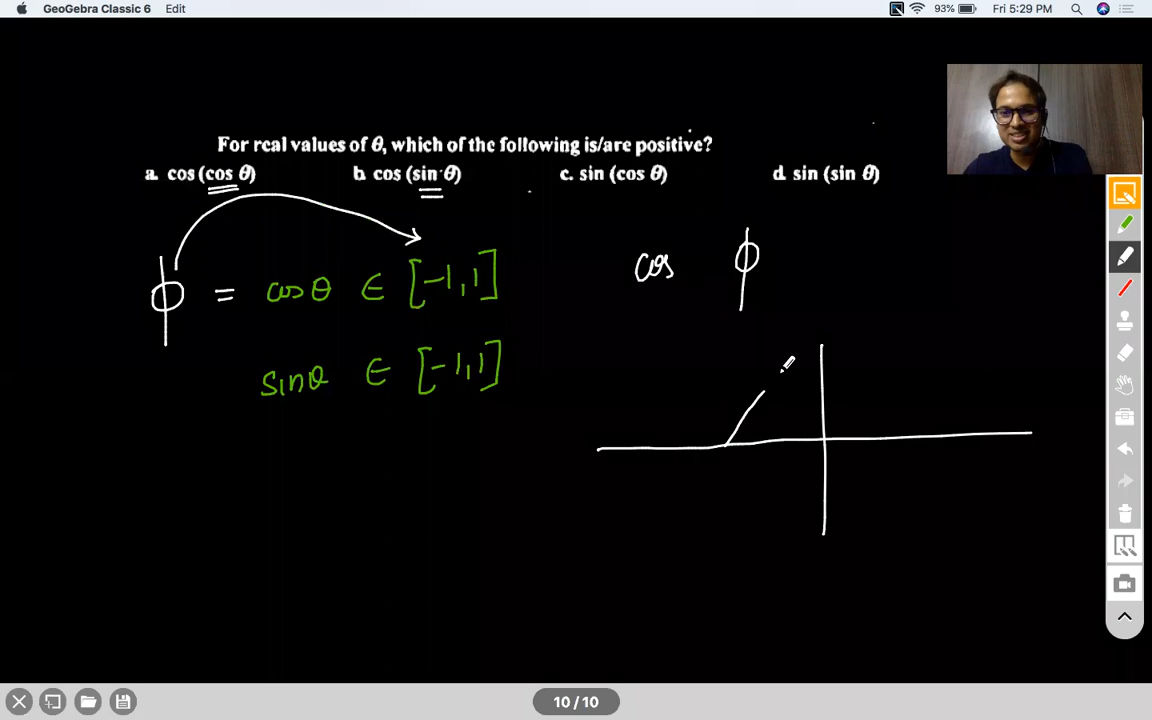 GeoGebra Classic 6 Edit 93% Fri 5:29 PM
For real values of θ, which of the following is/are positive?
a. cos (cos θ) b. cos (sin θ) c. sin (cos θ) d. sin (sin θ)
cos ϕ
ϕ = cosθ ∈ [-1,1]
sinθ ∈ [-1,1]
10 / 10